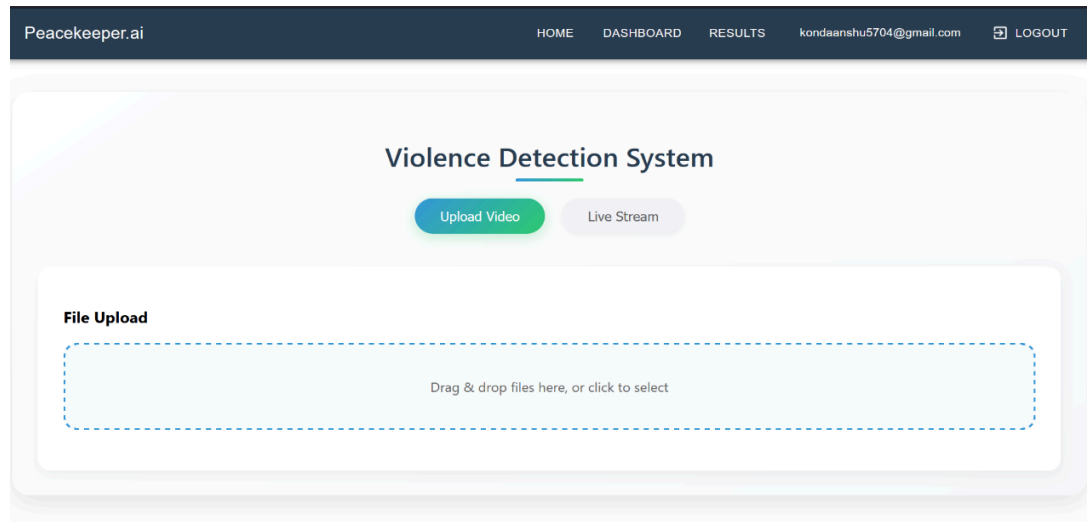 Peacekeeper.ai HOME DASHBOARD RESULTS kondaanshu5704@gmail.com LOGOUT
Violence Detection System
Upload Video Live Stream
File Upload
Drag & drop files here, or click to select